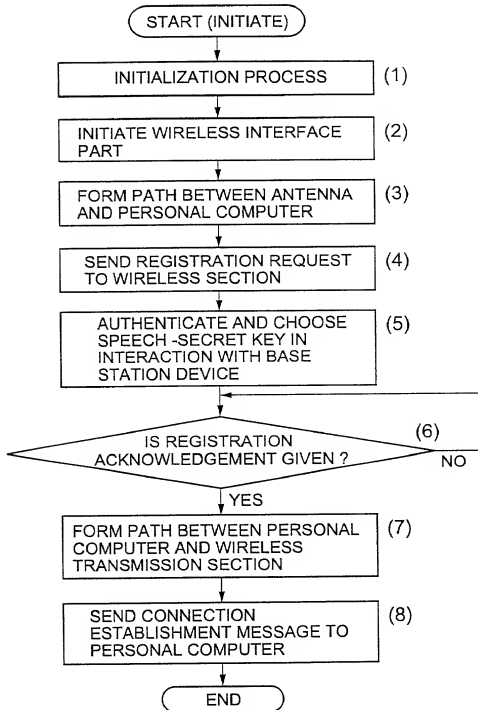 START (INITIATE)
INITIALIZATION PROCESS
(1)
INITIATE WIRELESS INTERFACE
PART
(2)
FORM PATH BETWEEN ANTENNA
AND PERSONAL COMPUTER
(3)
SEND REGISTRATION REQUEST
TO WIRELESS SECTION
(4)
AUTHENTICATE AND CHOOSE
SPEECH -SECRET KEY IN
INTERACTION WITH BASE
STATION DEVICE
(5)
IS REGISTRATION
ACKNOWLEDGEMENT GIVEN ?
(6)
NO
YES
FORM PATH BETWEEN PERSONAL
COMPUTER AND WIRELESS
TRANSMISSION SECTION
(7)
SEND CONNECTION
ESTABLISHMENT MESSAGE TO
PERSONAL COMPUTER
(8)
END